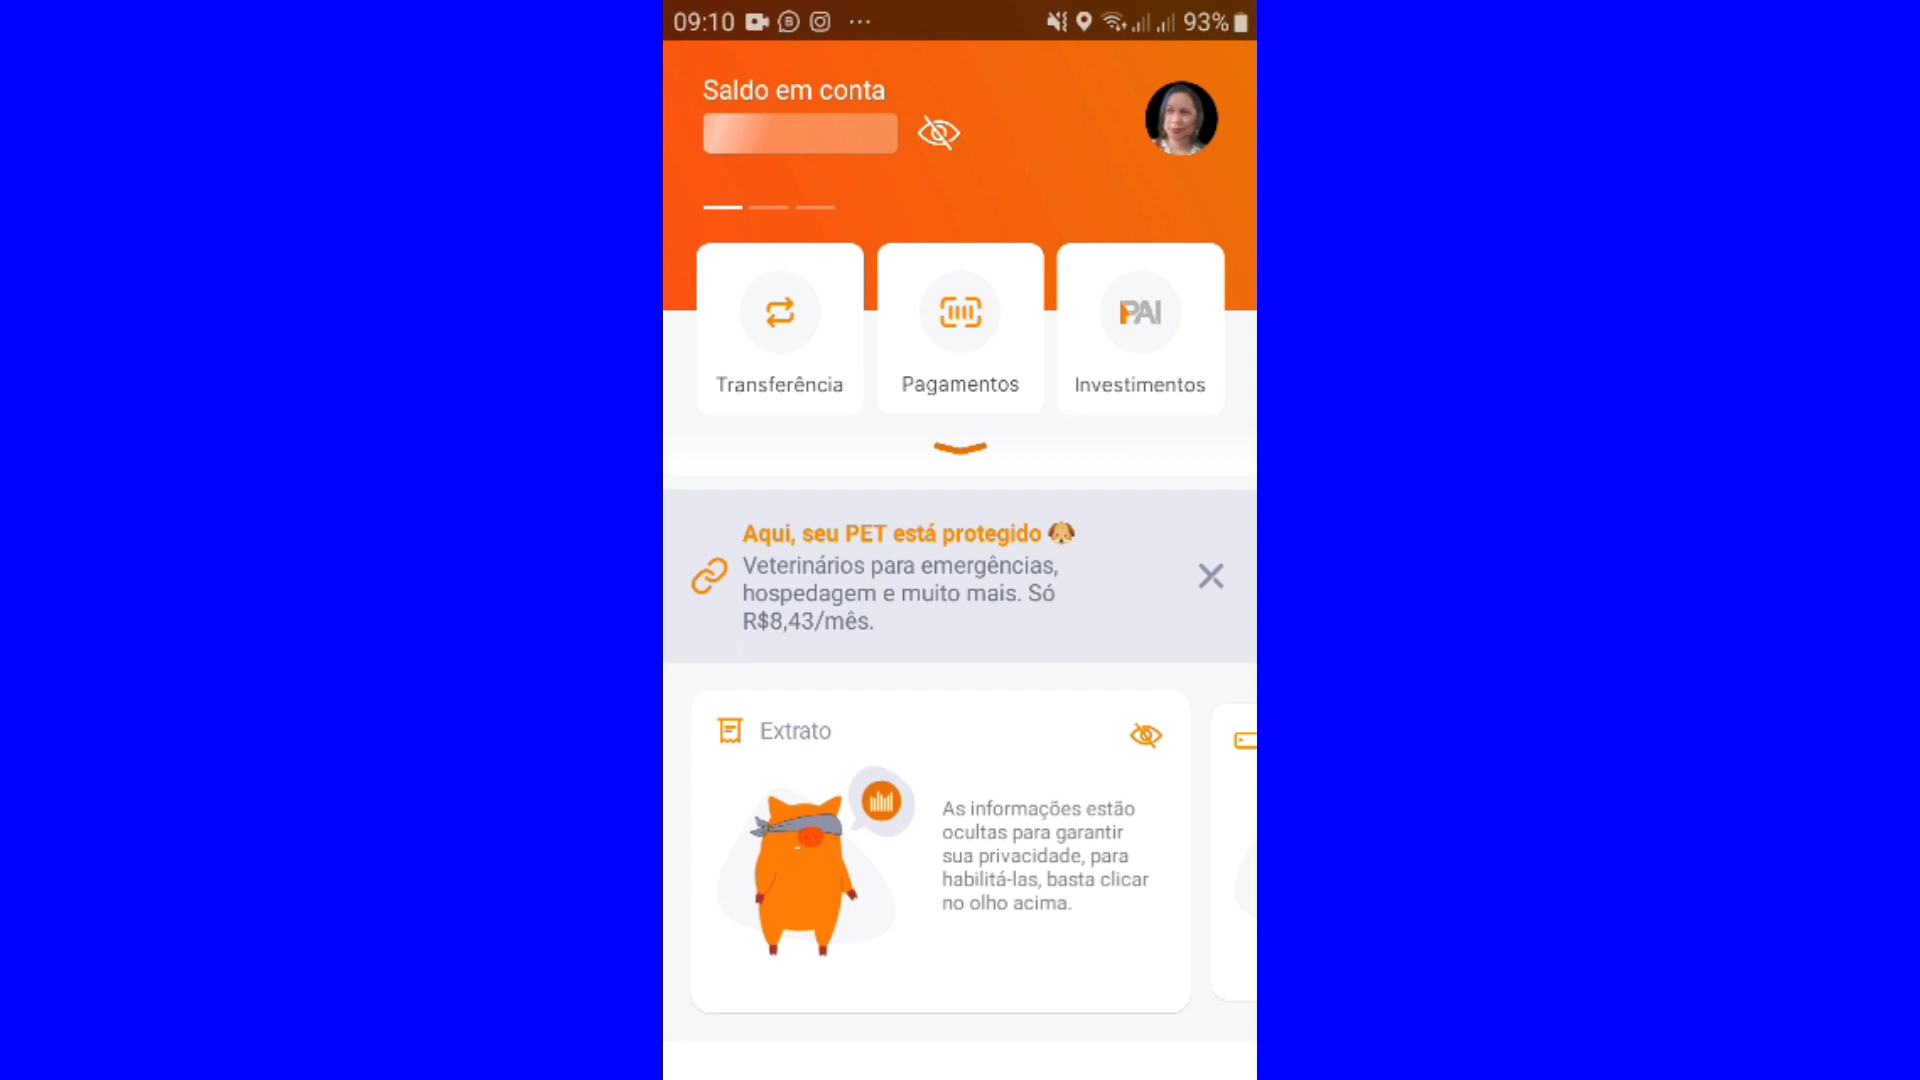 09:10 ... 93%
Saldo em conta
Transferência Pagamentos PAI Investimentos
Aqui, seu PET está protegido
Veterinários para emergências,
hospedagem e muito mais. Só
R$8,43/mês.
Extrato
As informações estão
ocultas para garantir
sua privacidade, para
habilitá-las, basta clicar
no olho acima.